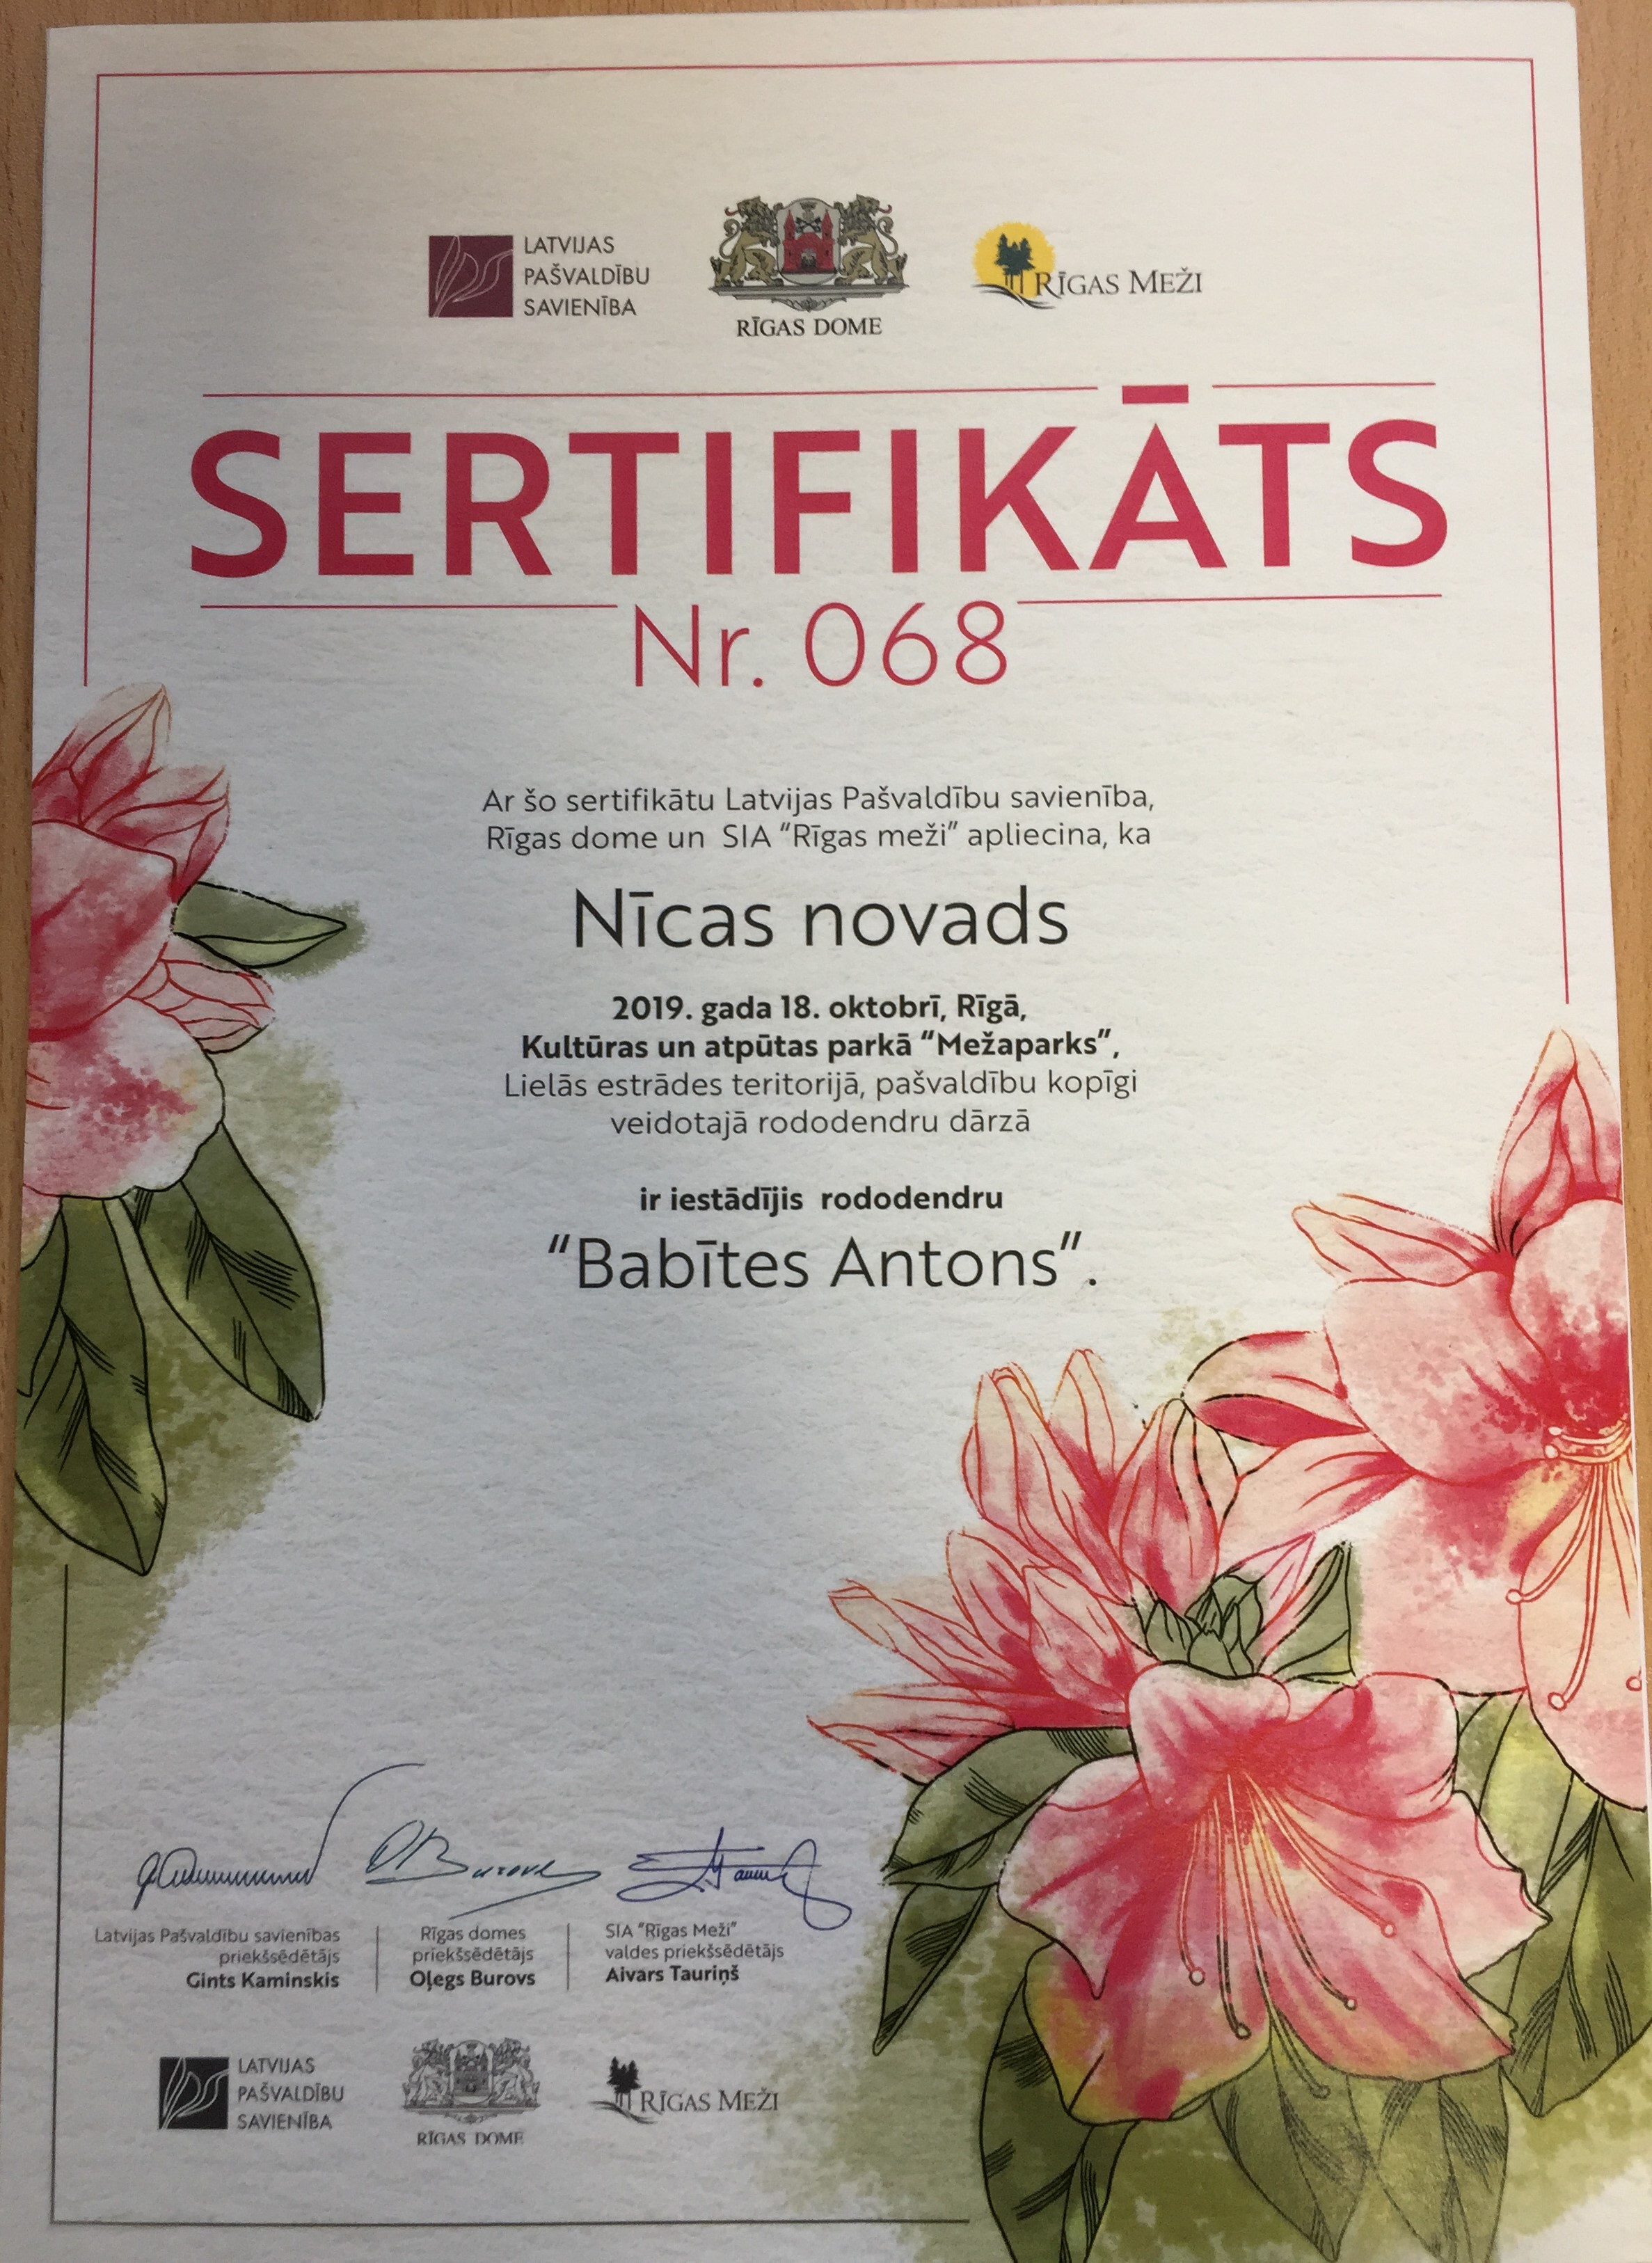 LATVIJAS
PAŠVALDĪBU
SAVIENĪBA
RĪGAS DOME
RĪGAS MEŽI
SERTIFIKĀTS
Nr. 068
Ar šo sertifikātu Latvijas Pašvaldību savienība,
Rīgas dome un SIA "Rīgas meži" apliecina, ka
Nīcas novads
2019. gada 18. oktobrī, Rīgā,
Kultūras un atpūtas parkā "Mežaparks",
Lielās estrādes teritorijā, pašvaldību kopīgi
veidotajā rododendru dārzā
ir iestādījis rododendru
"Babītes Antons".
Latvijas Pašvaldību savienības
priekšsēdētājs
Gints Kaminskis
Rīgas domes
priekšsēdētājs
Oļegs Burovs
SIA "Rīgas Meži"
valdes priekšsēdētājs
Aivars Tauriņš
LATVIJAS
PAŠVALDĪBU
SAVIENĪBA
RĪGAS DOME
RĪGAS MEŽI